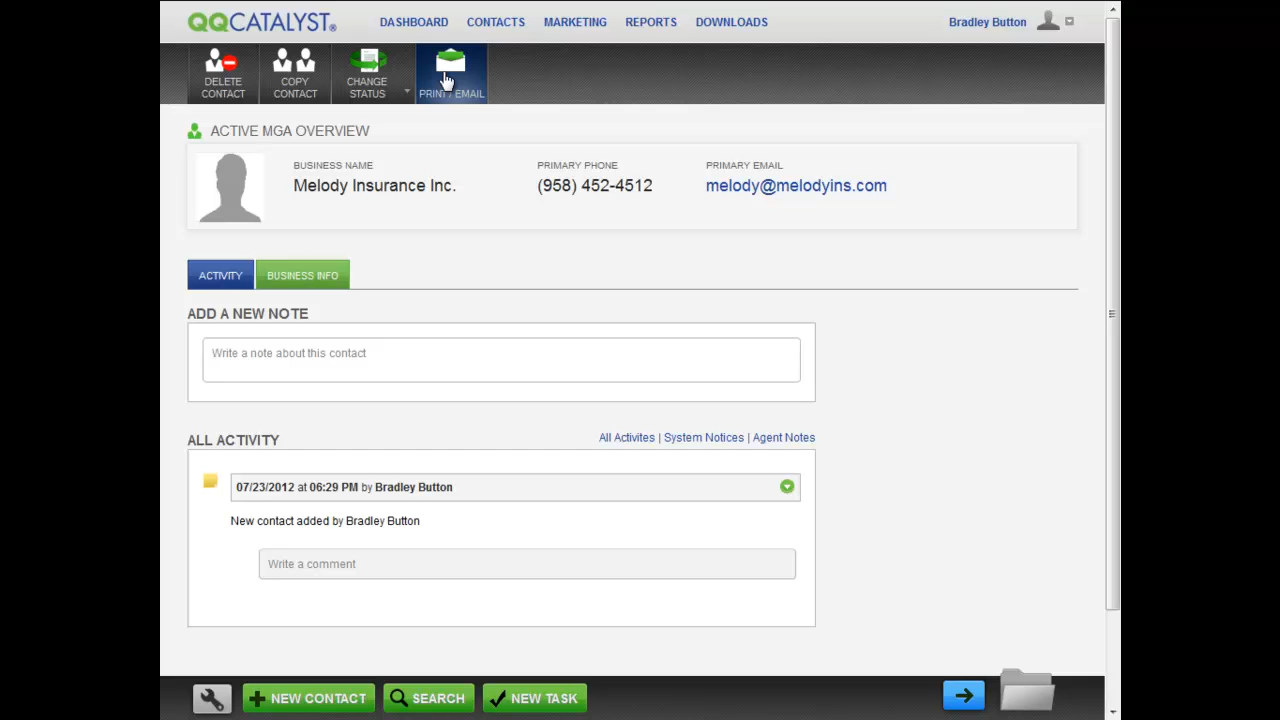 QQCATALYST® DASHBOARD CONTACTS MARKETING REPORTS DOWNLOADS Bradley Button
DELETE CONTACT
COPY CONTACT
CHANGE STATUS
PRINT / EMAIL
ACTIVE MGA OVERVIEW
BUSINESS NAME PRIMARY PHONE PRIMARY EMAIL
Melody Insurance Inc. (958) 452-4512 melody@melodyins.com
ACTIVITY BUSINESS INFO
ADD A NEW NOTE
Write a note about this contact
ALL ACTIVITY All Activites | System Notices | Agent Notes
07/23/2012 at 06:29 PM by Bradley Button
New contact added by Bradley Button
Write a comment
NEW CONTACT SEARCH NEW TASK